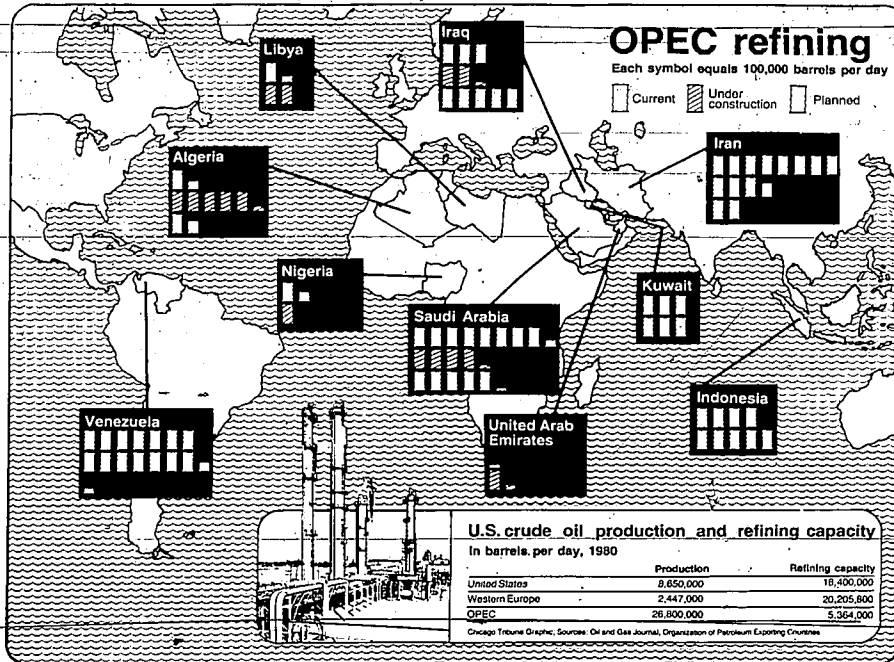 OPEC refining
Each symbol equals 100,000 barrels per day
Current
Under
construction
Planned
Libya
Iraq
Iran
Algeria
Nigeria
Kuwait
Saudi Arabia
Indonesia
Venezuela
United Arab
Emirates
U.S. crude oil production and refining capacity
In barrels per day, 1980
Production Refining capacity
United States 8,650,000 18,400,000
Western Europe 2,447,000 20,205,600
OPEC 26,800,000 5,364,000
Chicago Tribune Graphic; Sources: Oil and Gas Journal, Organization of Petroleum Exporting Countries